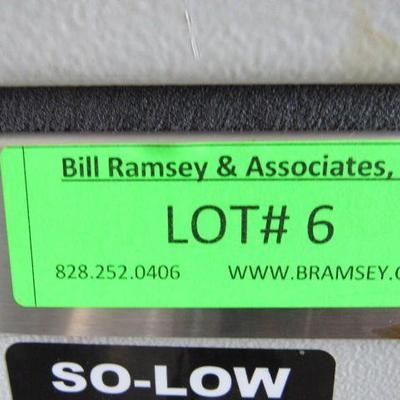 Bill Ramsey & Associates,
LOT# 6
828.252.0406 WWW.BRAMSEY.C
SO-LOW